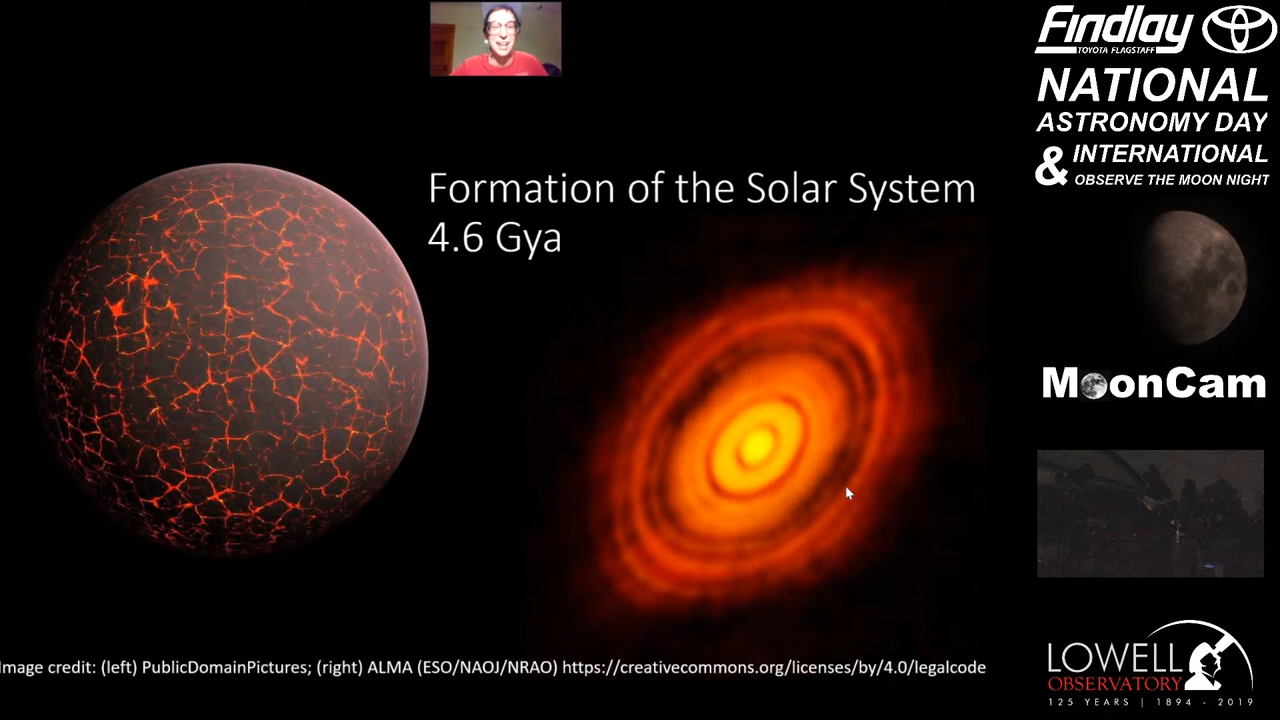 Formation of the Solar System
4.6 Gya
Image credit: (left) PublicDomainPictures; (right) ALMA (ESO/NAOJ/NRAO) https://creativecommons.org/licenses/by/4.0/legalcode
Findlay
TOYOTA FLAGSTAFF
NATIONAL
ASTRONOMY DAY
& INTERNATIONAL
OBSERVE THE MOON NIGHT
MoonCam
LOWELL
OBSERVATORY
125 YEARS | 1894 - 2019